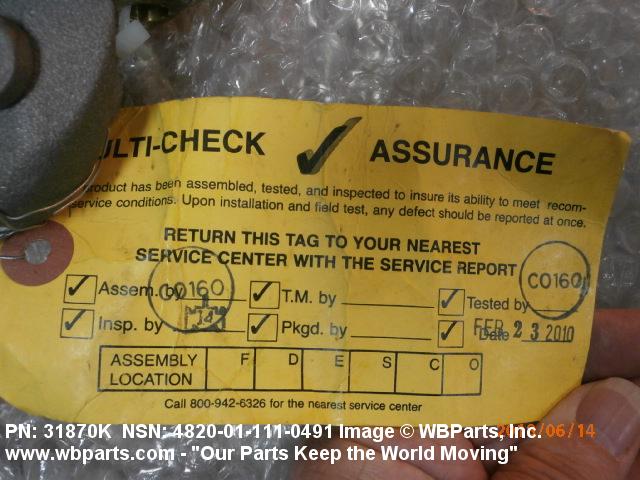 ULTI-CHECK ✓ ASSURANCE
product has been assembled, tested, and inspected to insure its ability to meet recom-
service conditions. Upon installation and field test, any defect should be reported at once.
RETURN THIS TAG TO YOUR NEAREST
SERVICE CENTER WITH THE SERVICE REPORT
✓ Assem. by CO160 ✓ T.M. by ✓ Tested by CO160
✓ Insp. by 14 ✓ Pkgd. by ✓ Date FEB 23 2010
ASSEMBLY LOCATION F D E S C O
Call 800-942-6326 for the nearest service center
PN: 31870K NSN: 4820-01-111-0491 Image © WBParts, Inc.
www.wbparts.com - "Our Parts Keep the World Moving"